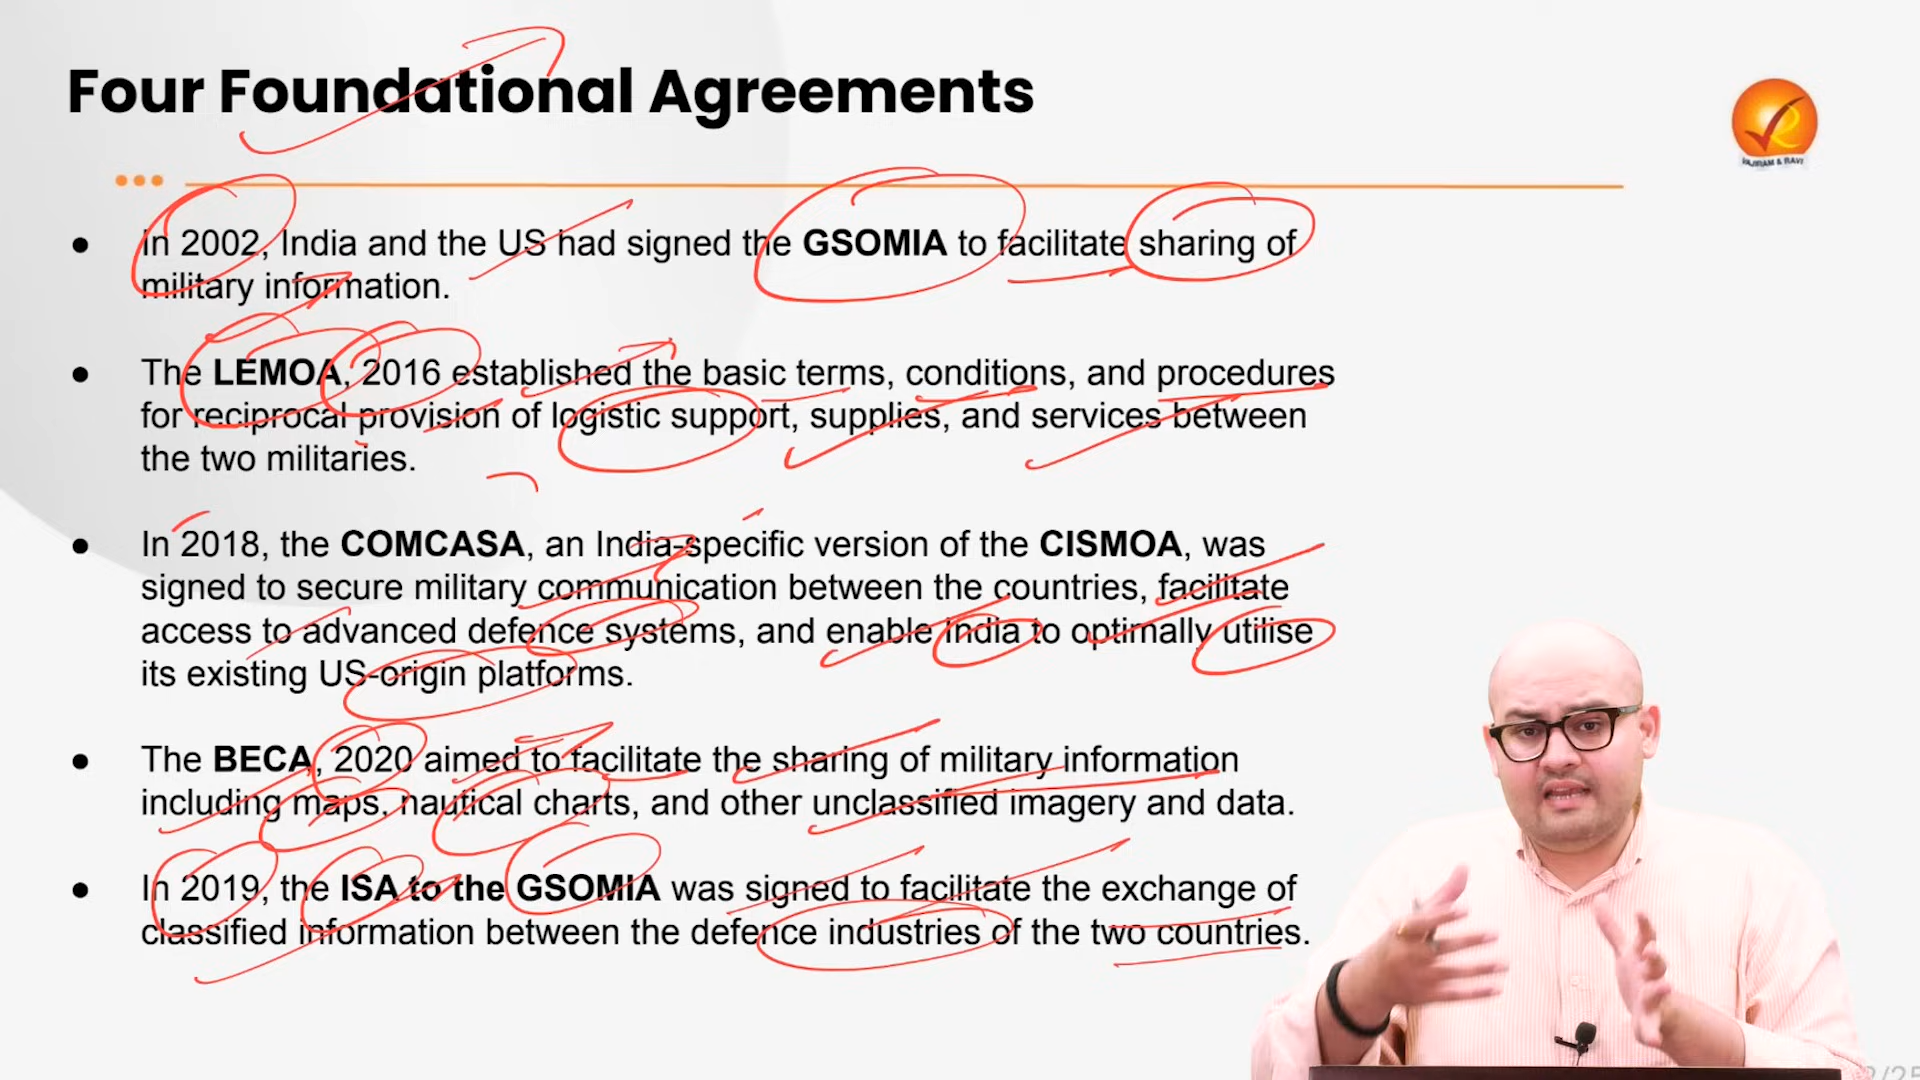 Four Foundational Agreements
VAJIRAM & RAVI
● In 2002, India and the US had signed the GSOMIA to facilitate sharing of
military information.
● The LEMOA, 2016 established the basic terms, conditions, and procedures
for reciprocal provision of logistic support, supplies, and services between
the two militaries.
● In 2018, the COMCASA, an India-specific version of the CISMOA, was
signed to secure military communication between the countries, facilitate
access to advanced defence systems, and enable India to optimally utilise
its existing US-origin platforms.
● The BECA, 2020 aimed to facilitate the sharing of military information
including maps, nautical charts, and other unclassified imagery and data.
● In 2019, the ISA to the GSOMIA was signed to facilitate the exchange of
classified information between the defence industries of the two countries.